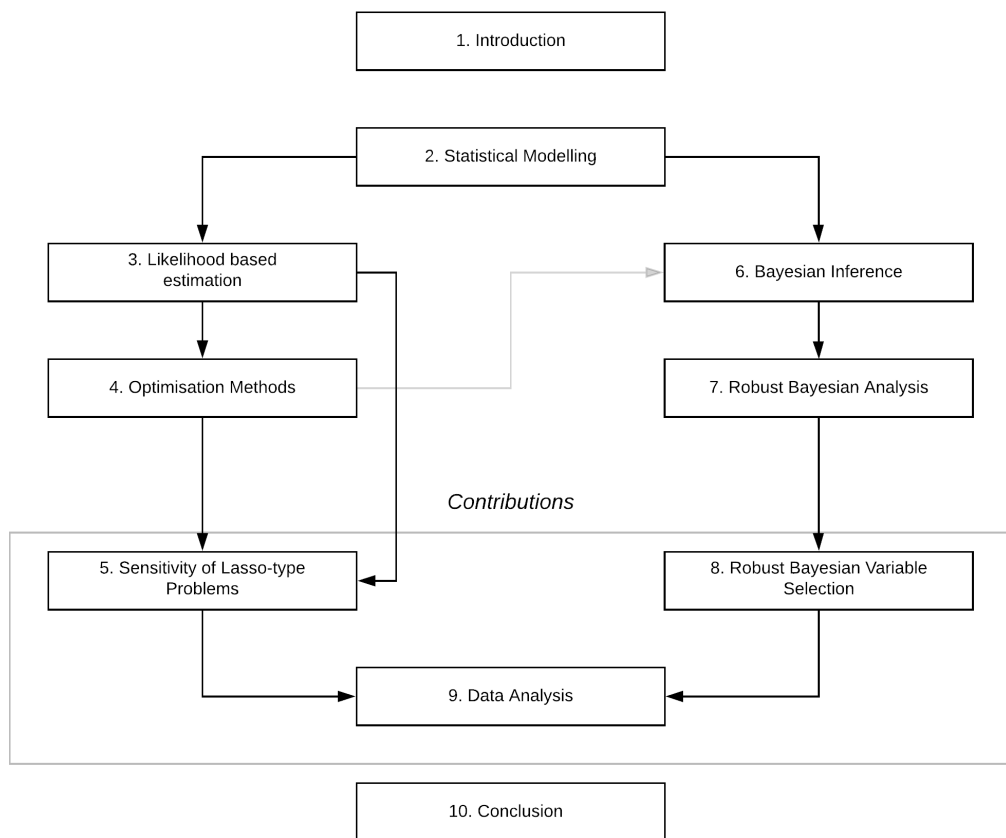 1. Introduction
2. Statistical Modelling
3. Likelihood based
estimation
6. Bayesian Inference
4. Optimisation Methods
7. Robust Bayesian Analysis
Contributions
5. Sensitivity of Lasso-type
Problems
8. Robust Bayesian Variable
Selection
9. Data Analysis
10. Conclusion